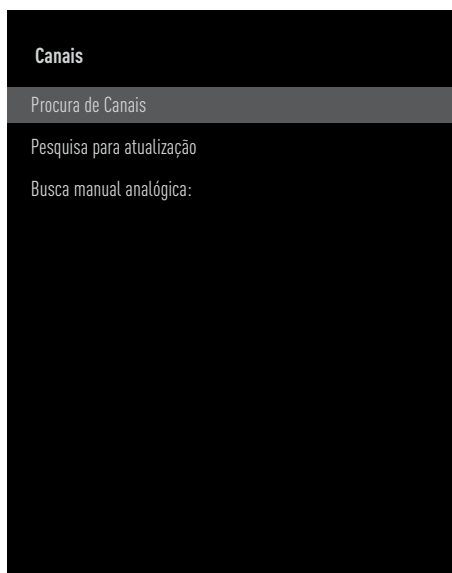 Canais
Procura de Canais
Pesquisa para atualização
Busca manual analógica: